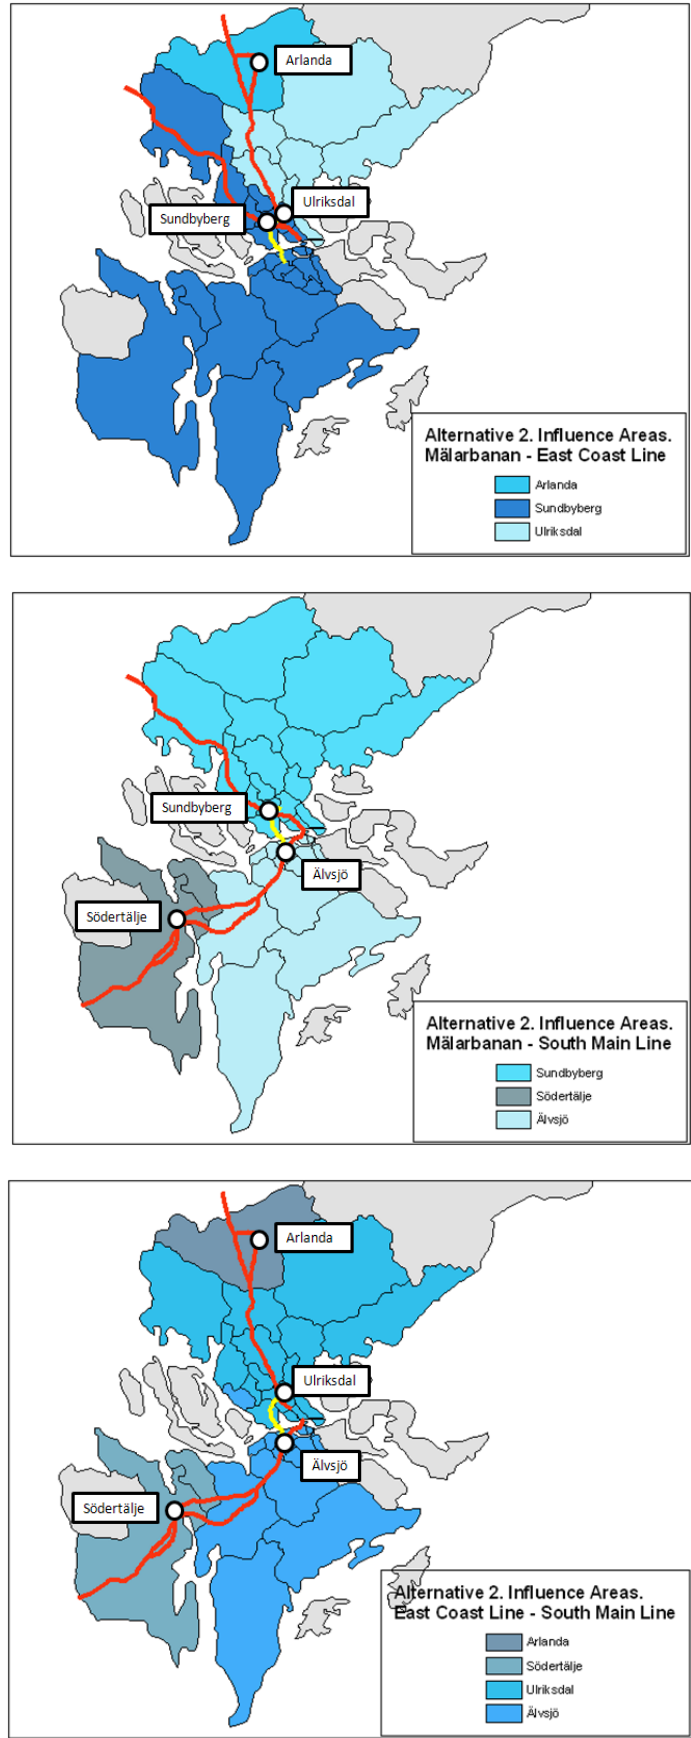 Arlanda
Ulriksdal
Sundbyberg
Alternative 2. Influence Areas.
Mälarbanan - East Coast Line
Arlanda
Sundbyberg
Ulriksdal
Sundbyberg
Älvsjö
Södertälje
Alternative 2. Influence Areas.
Mälarbanan - South Main Line
Sundbyberg
Södertälje
Älvsjö
Arlanda
Ulriksdal
Älvsjö
Södertälje
Alternative 2. Influence Areas.
East Coast Line - South Main Line
Arlanda
Södertälje
Ulriksdal
Älvsjö